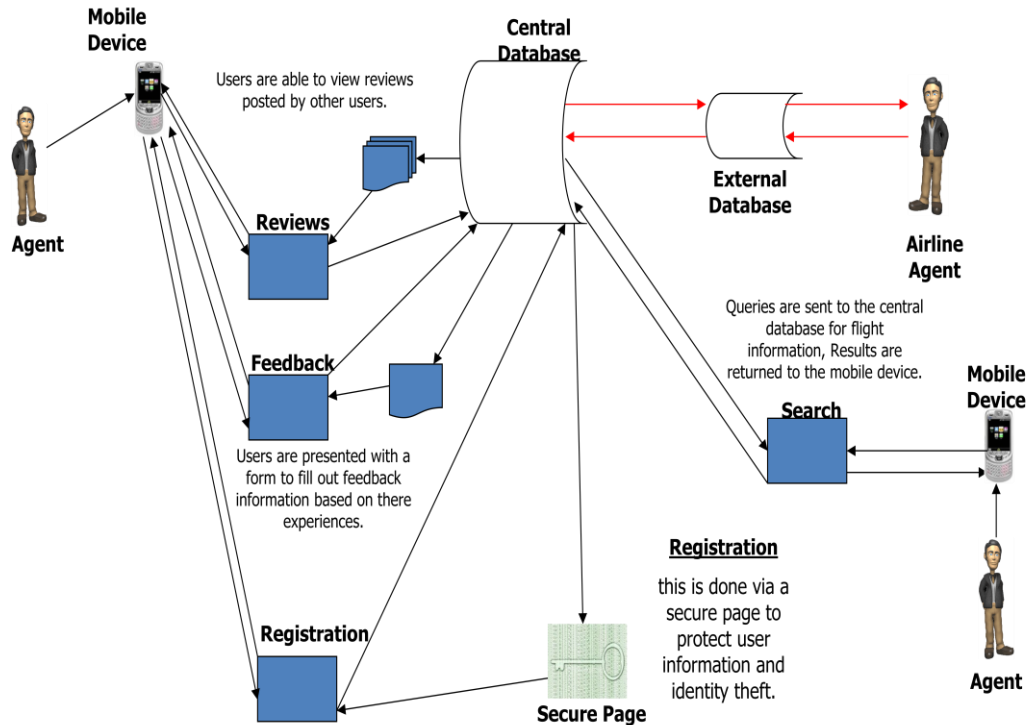 Mobile
Device
Central
Database
Users are able to view reviews
posted by other users.
Agent
Reviews
External
Database
Airline
Agent
Queries are sent to the central
database for flight
information, Results are
returned to the mobile device.
Feedback
Mobile
Device
Search
Users are presented with a
form to fill out feedback
information based on there
experiences.
Registration
this is done via a
secure page to
protect user
information and
identity theft.
Registration
Secure Page
Agent